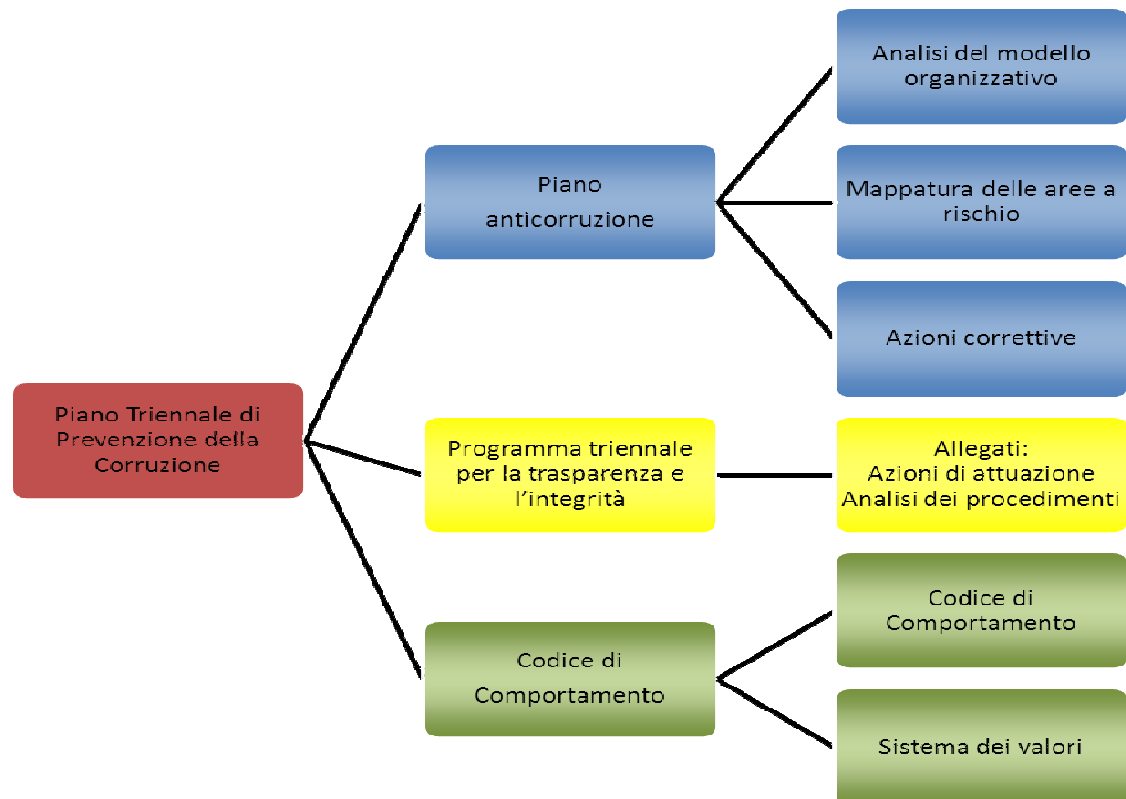 Analisi del modello
organizzativo
Piano
anticorruzione
Mappatura delle aree a
rischio
Azioni correttive
Piano Triennale di
Prevenzione della
Corruzione
Programma triennale
per la trasparenza e
l'integrità
Allegati:
Azioni di attuazione
Analisi dei procedimenti
Codice di
Comportamento
Codice di
Comportamento
Sistema dei valori